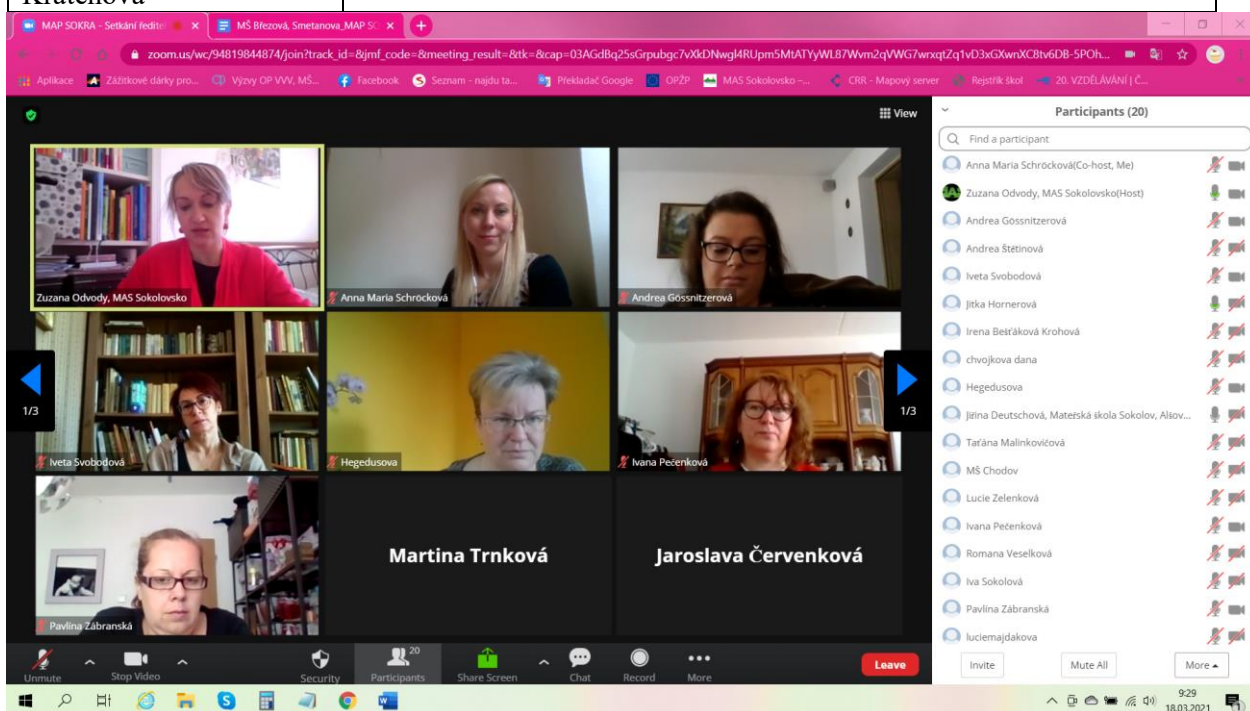 Kratěnová
MAP SOKRA - Setkání ředitel
MŠ Březová, Smetanova_MAP SO
zoom.us/wc/94819844874/join?track_id=&jmf_code=&meeting_result=&tk=&cap=
Aplikace
Zážitkové dárky pro...
Výzvy OP VVV, MŠ...
Facebook
Seznam - najdu ta...
Překladač Google
OPŽP
MAS Sokolovsko –...
CRR - Mapový server
Rejstřík škol
20. VZDĚLÁVÁNÍ | Č...
View
Zuzana Odvody, MAS Sokolovsko
Anna Maria Schröcková
Andrea Gössnitzerová
Iveta Svobodová
Hegedusova
Ivana Pečenková
1/3
1/3
Pavlína Zábranská
Martina Trnková
Jaroslava Červenková
Participants (20)
Find a participant
Anna Maria Schröcková(Co-host, Me)
Zuzana Odvody, MAS Sokolovsko(Host)
Andrea Gössnitzerová
Andrea Štětinová
Iveta Svobodová
Jitka Hornerová
Irena Bešťáková Krohová
chvojkova dana
Hegedusova
Jiřina Deutschová, Mateřská škola Sokolov, Alšov...
Taťána Malinkovičová
MŠ Chodov
Lucie Zelenková
Ivana Pečenková
Romana Veselková
Iva Sokolová
Pavlína Zábranská
luciemajdakova
Invite
Mute All
More
Unmute
Stop Video
Security
Participants
20
Share Screen
Chat
Record
More
Leave
9:29
18.03.2021